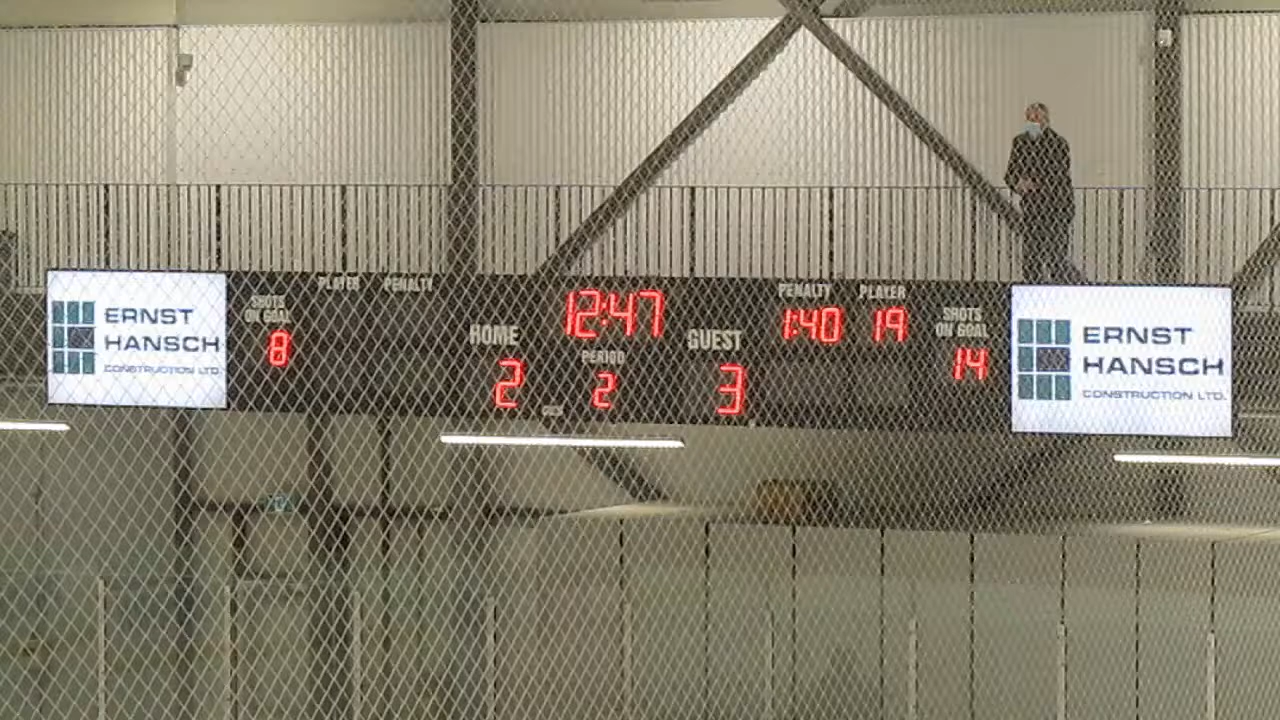 ERNST
HANSCH
CONSTRUCTION LTD.
SHOTS
ON GOAL
8
PLAYER PENALTY
HOME
2
12:47
PERIOD
2
GUEST
3
PENALTY PLAYER
1:40 19
SHOTS
ON GOAL
14
ERNST
HANSCH
CONSTRUCTION LTD.